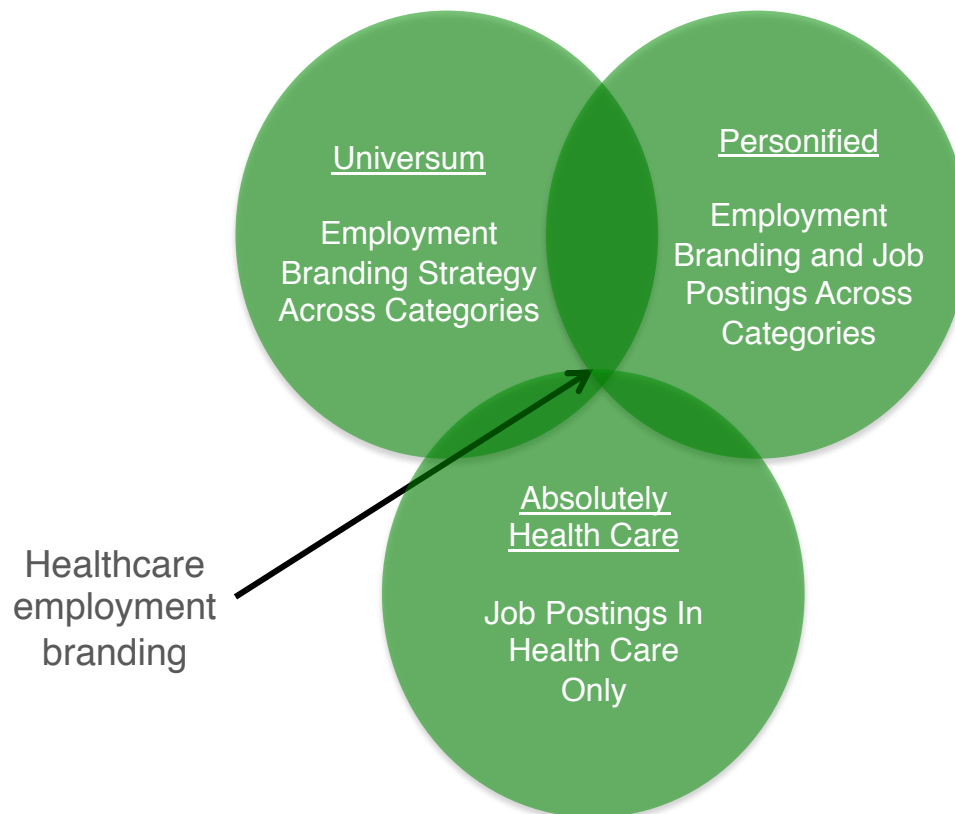 Universum
Employment
Branding Strategy
Across Categories
Personified
Employment
Branding and Job
Postings Across
Categories
Absolutely
Health Care
Job Postings In
Health Care
Only
Healthcare
employment
branding